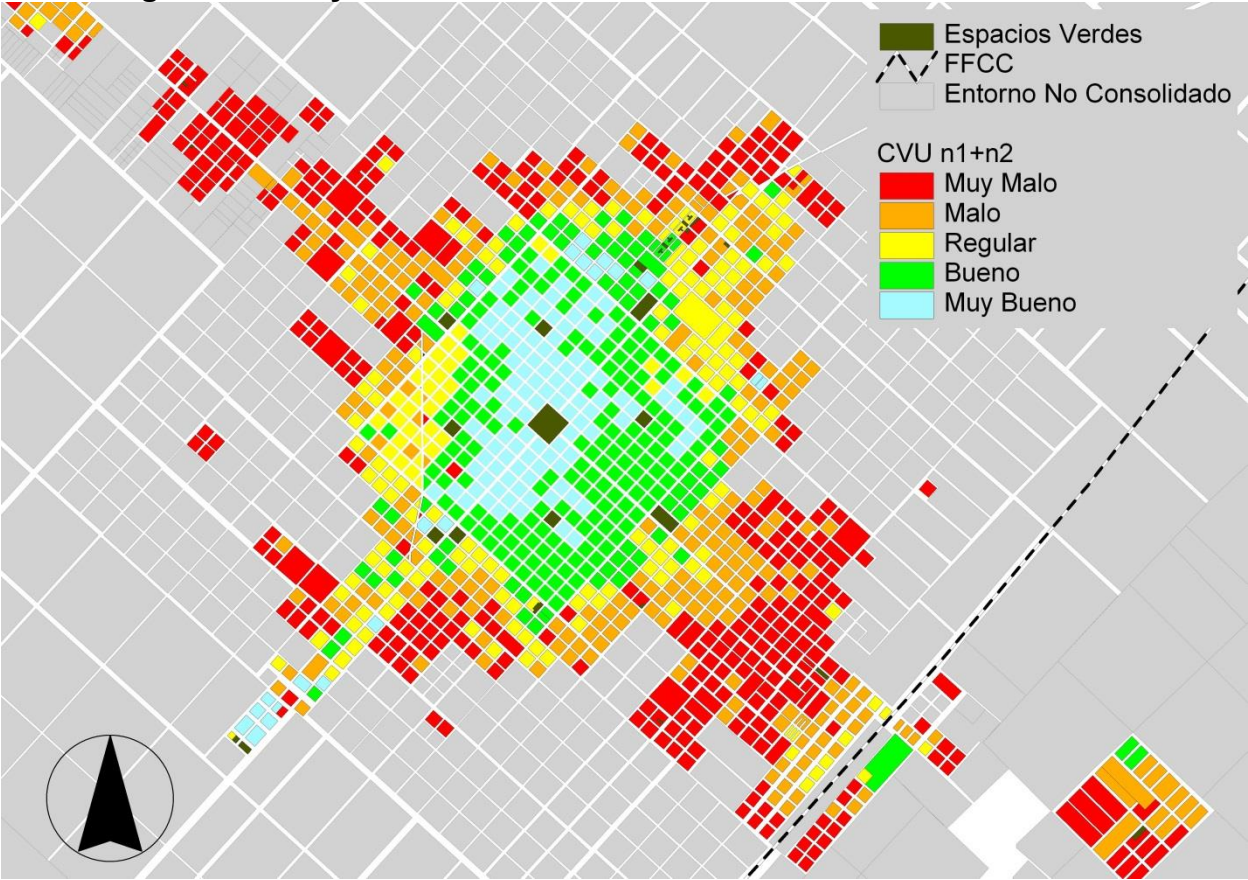 Espacios Verdes
FFCC
Entorno No Consolidado
CVU n1+n2
Muy Malo
Malo
Regular
Bueno
Muy Bueno